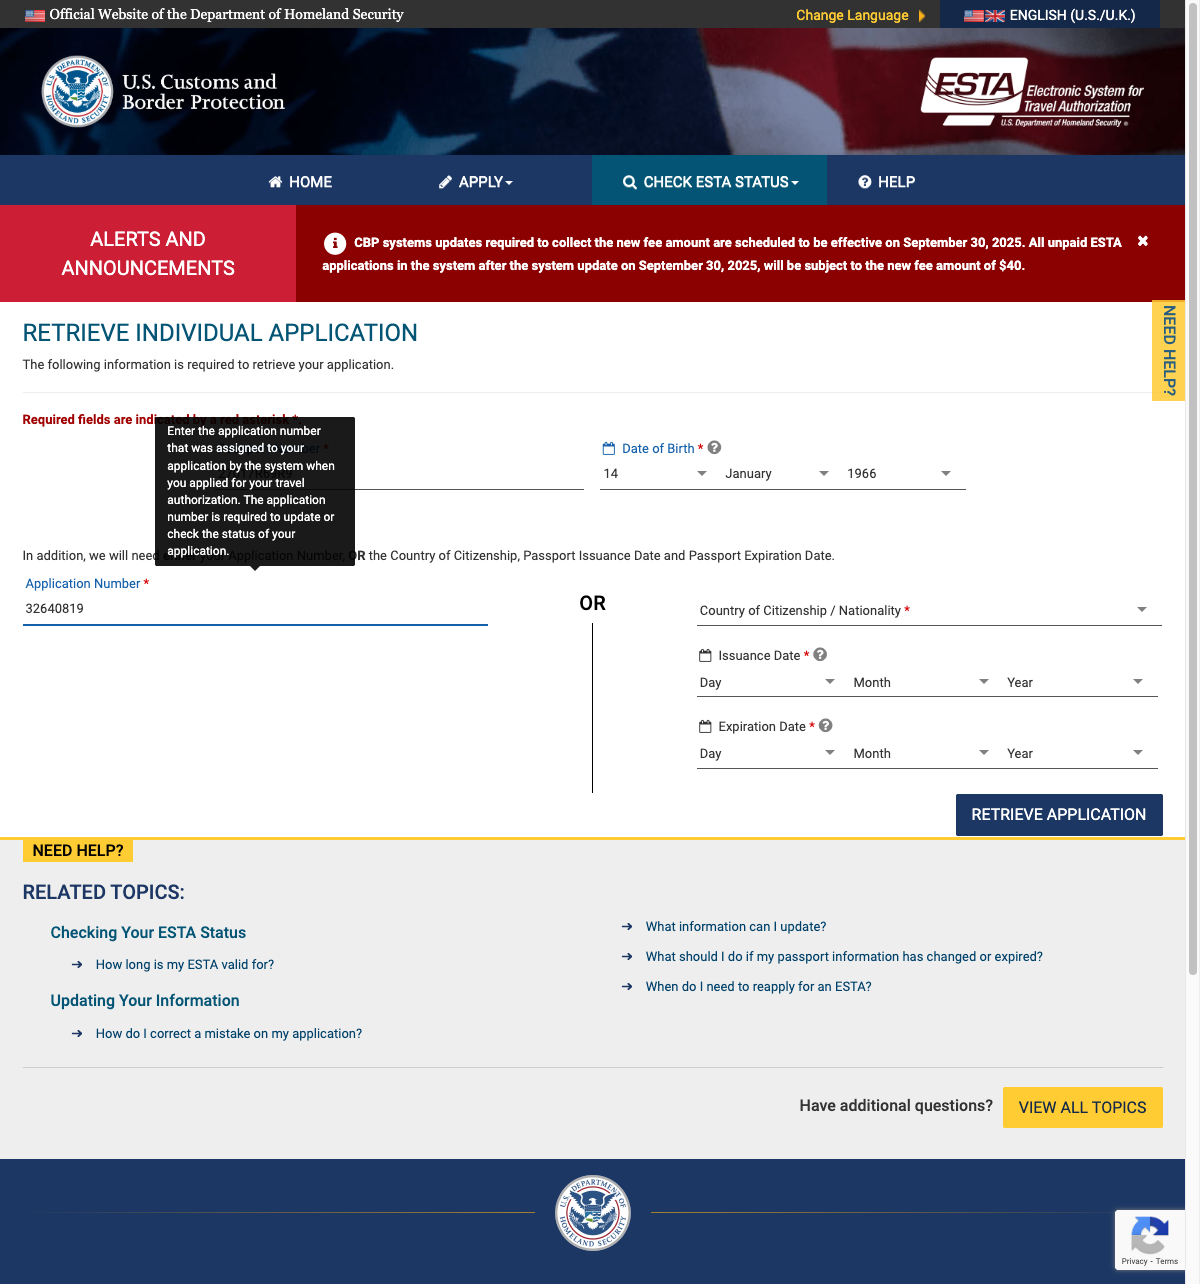 Official Website of the Department of Homeland Security
Change Language
ENGLISH (U.S./U.K.)
U.S. Customs and
Border Protection
ESTA
Electronic System for
Travel Authorization
U.S. Department of Homeland Security
HOME
APPLY
CHECK ESTA STATUS
HELP
ALERTS AND
ANNOUNCEMENTS
CBP systems updates required to collect the new fee amount are scheduled to be effective on September 30, 2025. All unpaid ESTA
applications in the system after the system update on September 30, 2025, will be subject to the new fee amount of $40.
NEED HELP?
RETRIEVE INDIVIDUAL APPLICATION
The following information is required to retrieve your application.
Required fields are indicated by a red asterisk *.
Enter the application number
that was assigned to your
application by the system when
you applied for your travel
authorization. The application
number is required to update or
check the status of your
application.
Date of Birth *
14 January 1966
In addition, we will need your Application Number, OR the Country of Citizenship, Passport Issuance Date and Passport Expiration Date.
Application Number *
32640819
OR
Country of Citizenship / Nationality *
Issuance Date *
Day Month Year
Expiration Date *
Day Month Year
RETRIEVE APPLICATION
NEED HELP?
RELATED TOPICS:
Checking Your ESTA Status
How long is my ESTA valid for?
Updating Your Information
How do I correct a mistake on my application?
What information can I update?
What should I do if my passport information has changed or expired?
When do I need to reapply for an ESTA?
Have additional questions?
VIEW ALL TOPICS
U.S. DEPARTMENT OF HOMELAND SECURITY
Privacy - Terms